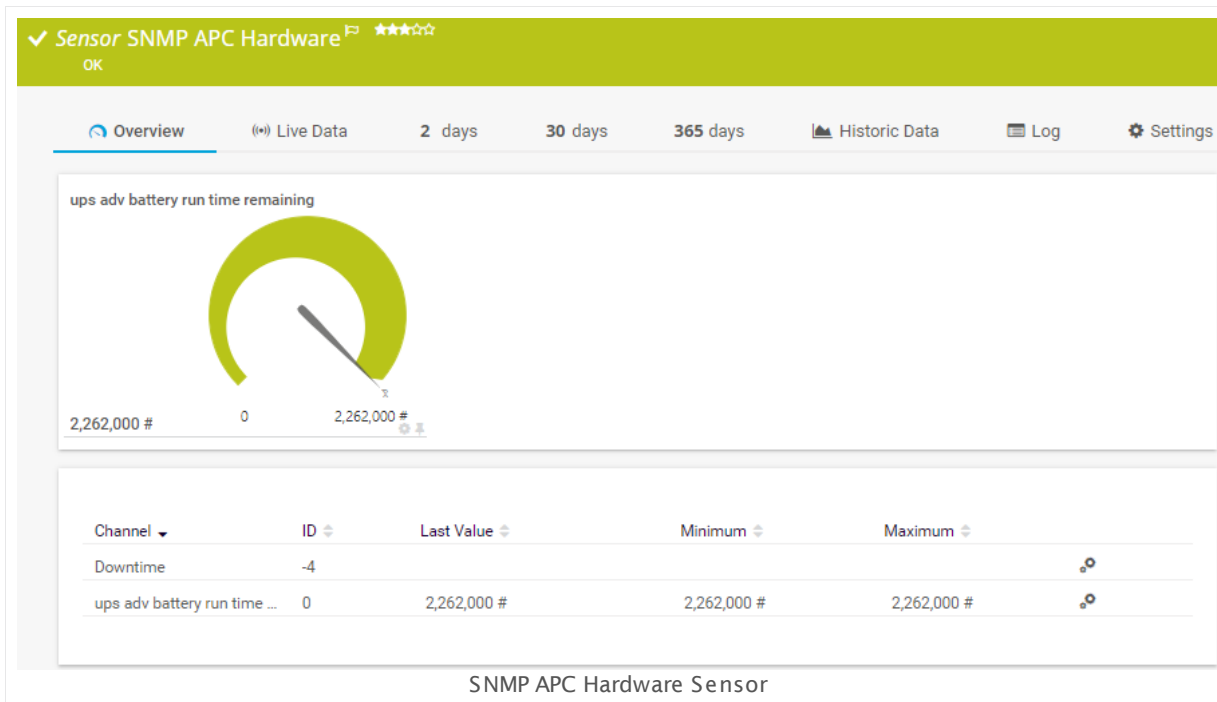 Sensor SNMP APC Hardware
OK
Overview Live Data 2 days 30 days 365 days Historic Data Log Settings
ups adv battery run time remaining
2,262,000 # 0 2,262,000 #
Channel ID Last Value Minimum Maximum
Downtime -4
ups adv battery run time ... 0 2,262,000 # 2,262,000 # 2,262,000 #
SNMP APC Hardware Sensor